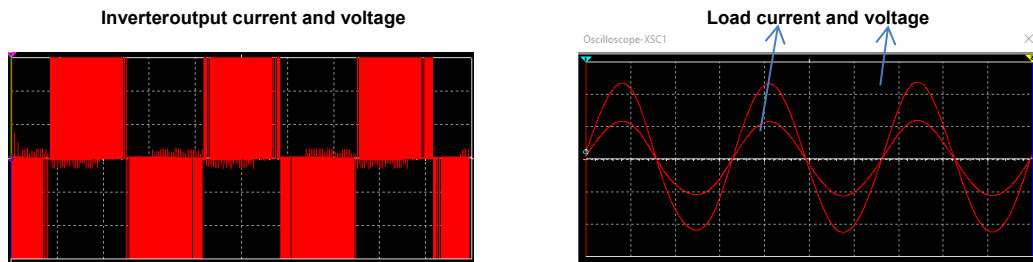 Inverteroutput current and voltage
Load current and voltage
Oscilloscope-XSC1